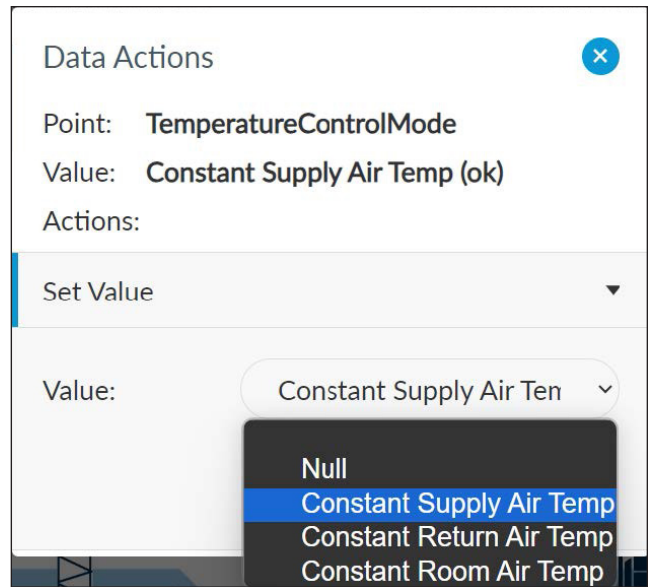 Data Actions
Point: TemperatureControlMode
Value: Constant Supply Air Temp (ok)
Actions:
Set Value
Value: Constant Supply Air Ten
Null
Constant Supply Air Temp
Constant Return Air Temp
Constant Room Air Temp